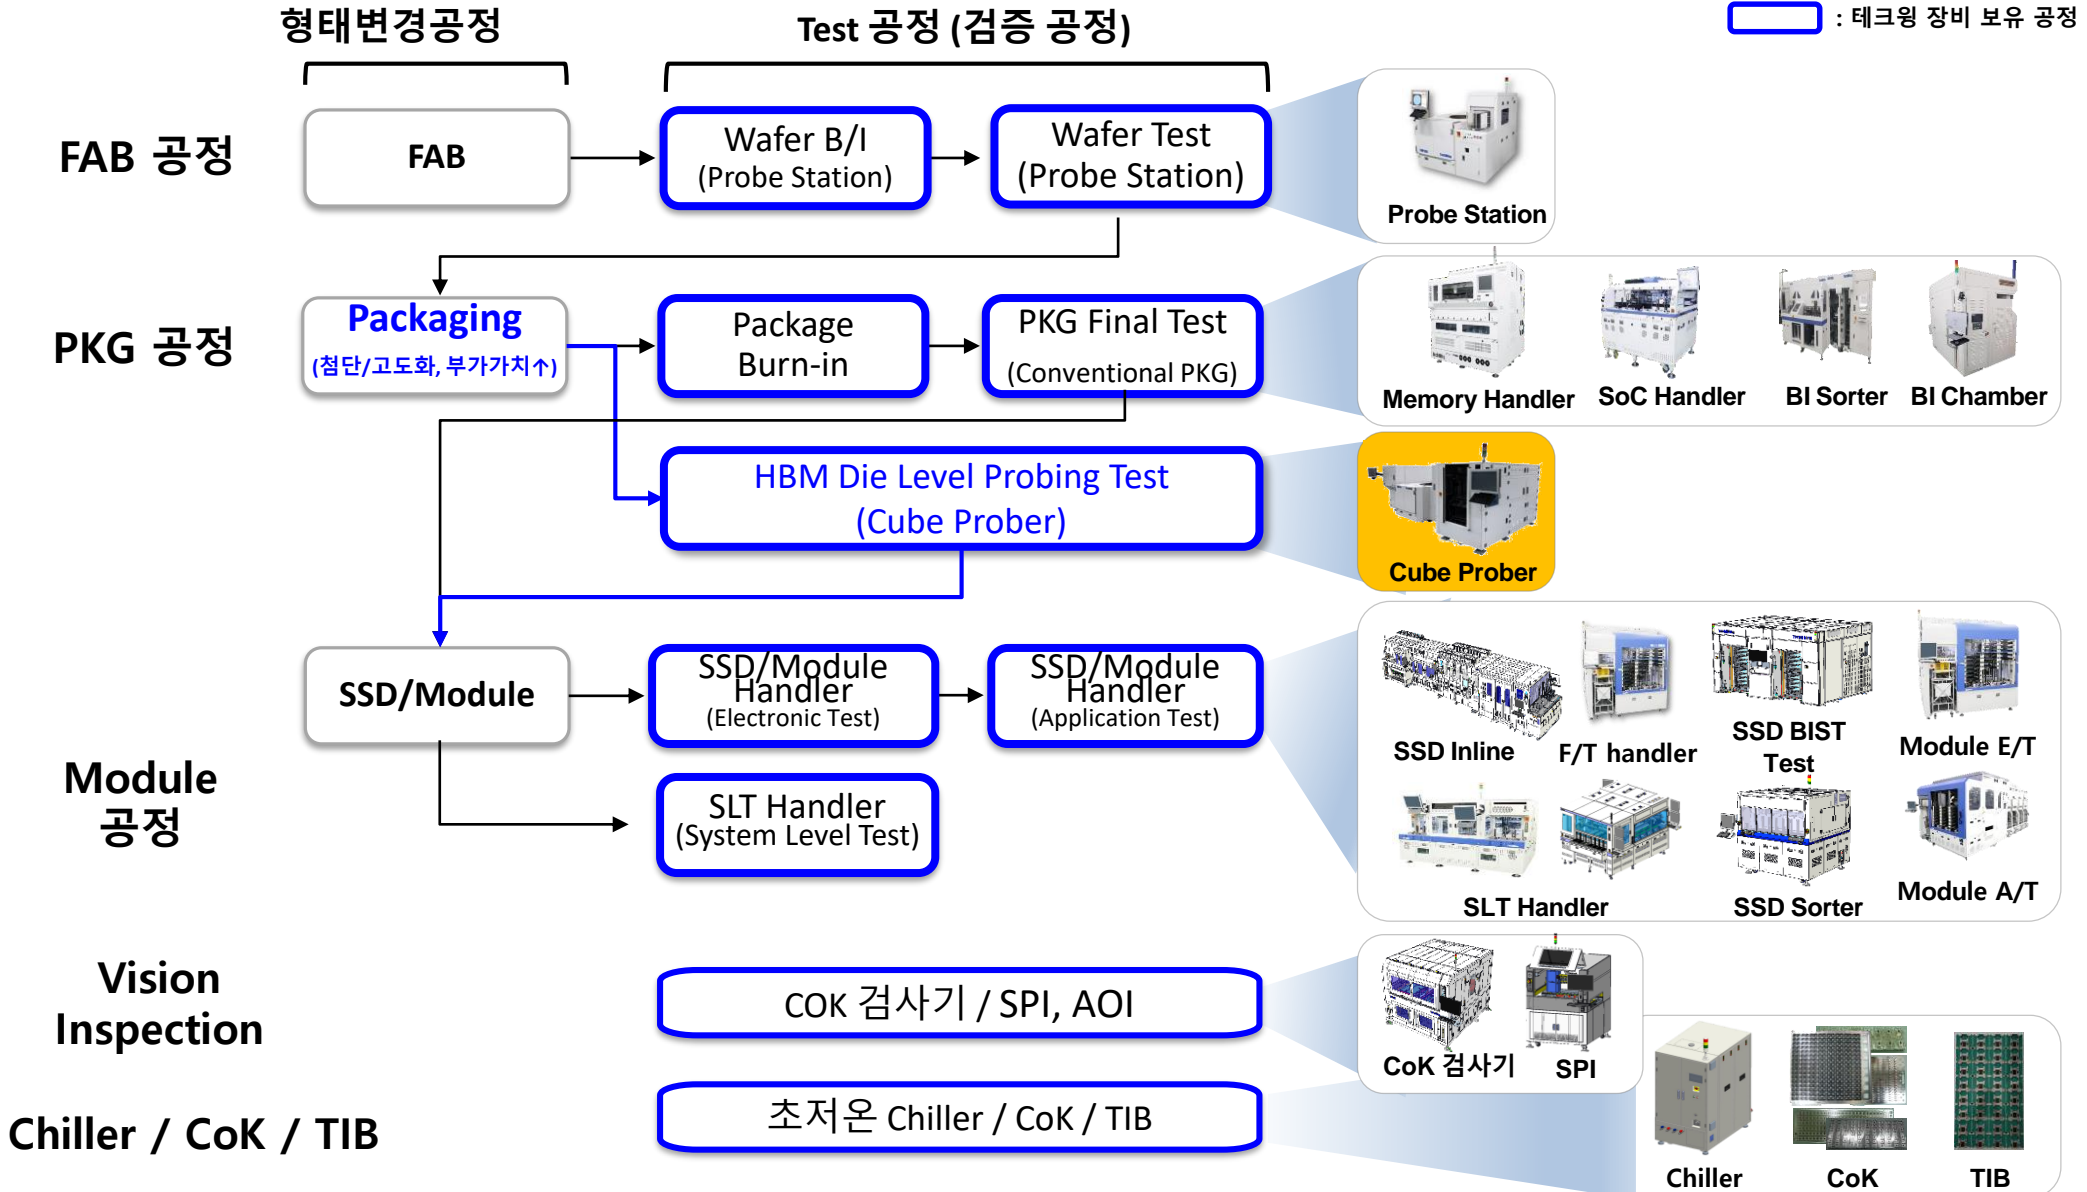 형태변경공정
Test 공정 (검증 공정)
: 테크윙 장비 보유 공정
FAB 공정
FAB
Wafer B/I
(Probe Station)
Wafer Test
(Probe Station)
Probe Station
PKG 공정
Packaging
(첨단/고도화, 부가가치↑)
Package
Burn-in
PKG Final Test
(Conventional PKG)
Memory Handler
SoC Handler
BI Sorter
BI Chamber
HBM Die Level Probing Test
(Cube Prober)
Cube Prober
Module
공정
SSD/Module
SSD/Module
Handler
(Electronic Test)
SSD/Module
Handler
(Application Test)
SLT Handler
(System Level Test)
SSD Inline
F/T handler
SSD BIST
Test
Module E/T
SLT Handler
SSD Sorter
Module A/T
Vision
Inspection
COK 검사기 / SPI, AOI
CoK 검사기
SPI
Chiller / CoK / TIB
초저온 Chiller / CoK / TIB
Chiller
CoK
TIB